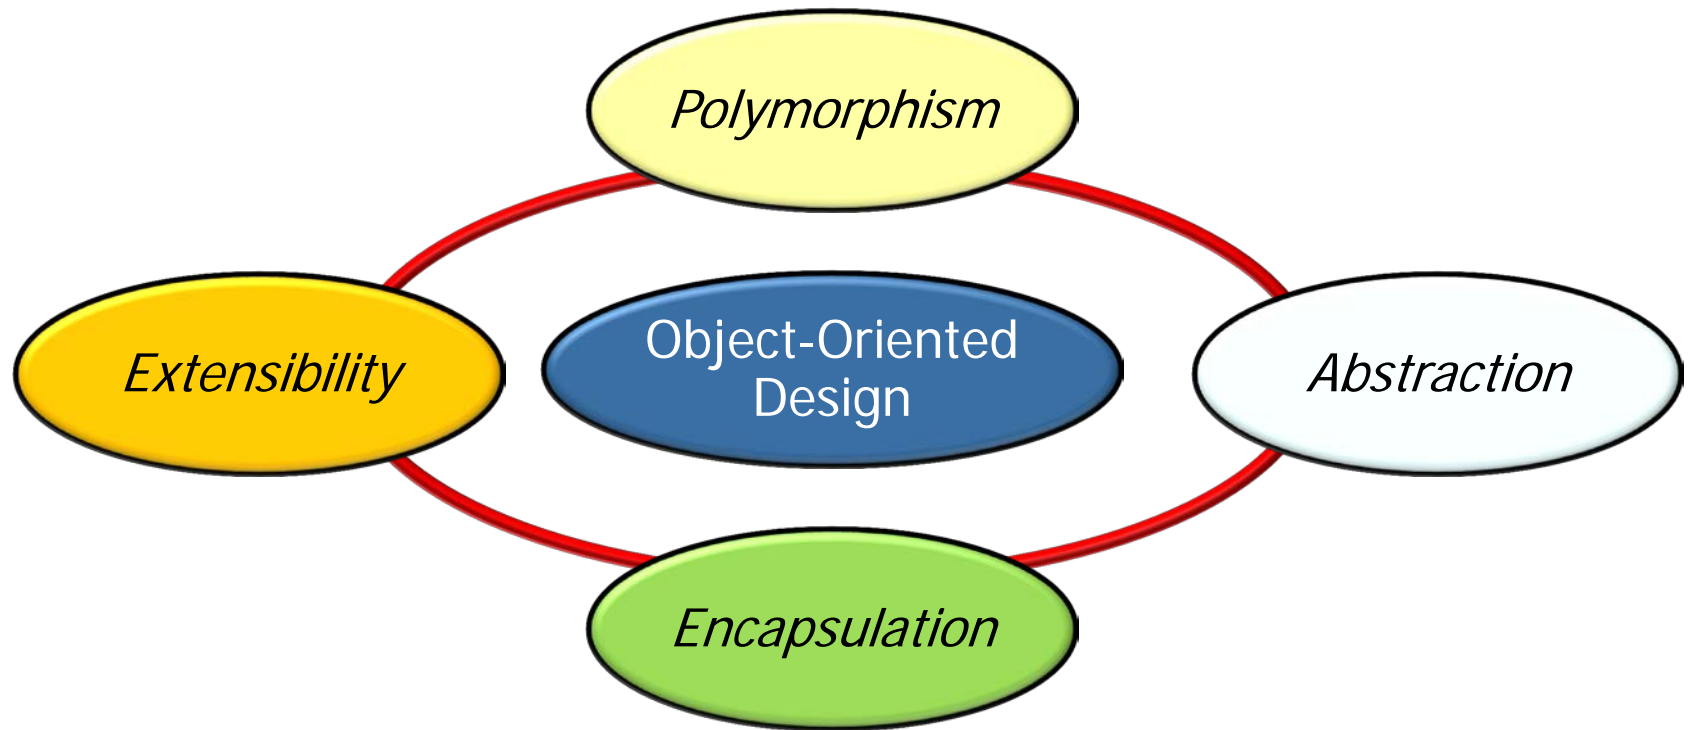 Polymorphism
Extensibility
Object-Oriented
Design
Abstraction
Encapsulation